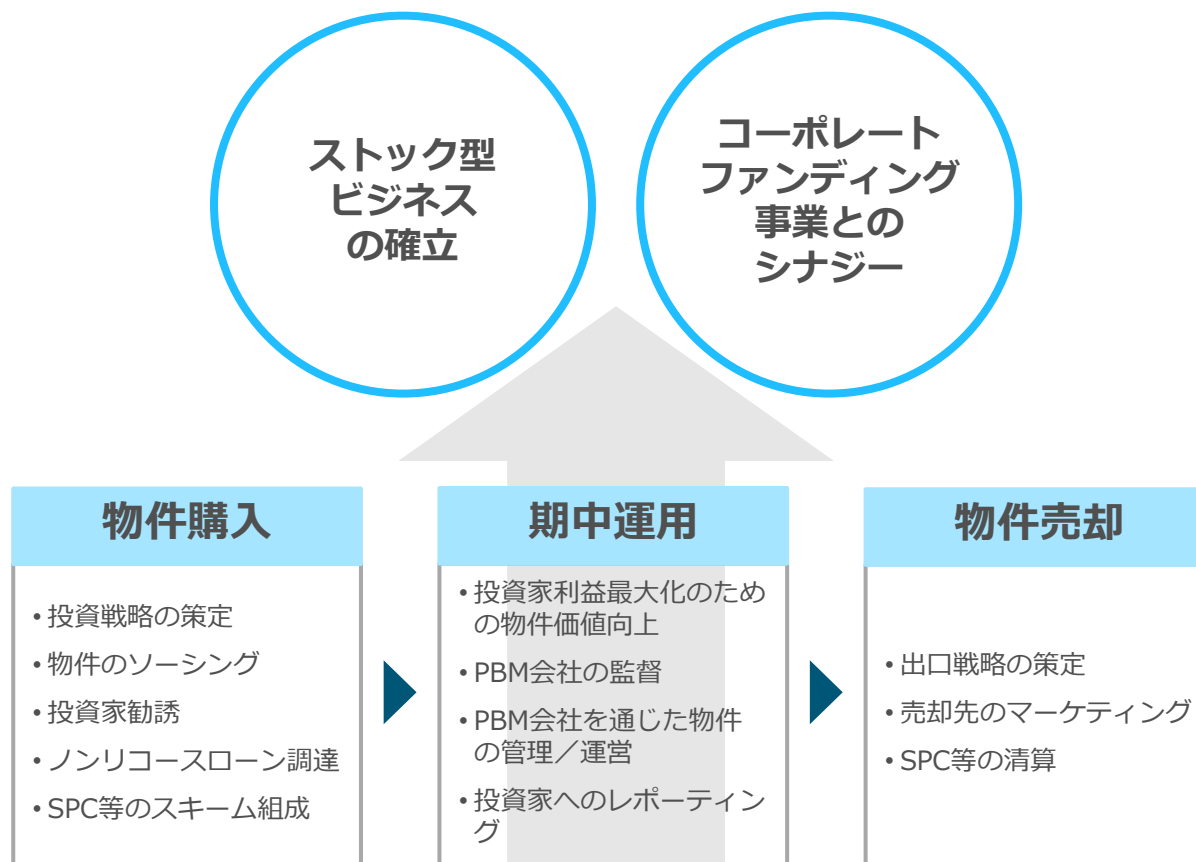 ストック型
ビジネス
の確立
コーポレート
ファンディング
事業との
シナジー
物件購入
• 投資戦略の策定
• 物件のソーシング
• 投資家勧誘
• ノンリコースローン調達
• SPC等のスキーム組成
期中運用
• 投資家利益最大化のため
の物件価値向上
• PBM会社の監督
• PBM会社を通じた物件
の管理／運営
• 投資家へのレポーティン
グ
物件売却
• 出口戦略の策定
• 売却先のマーケティング
• SPC等の清算